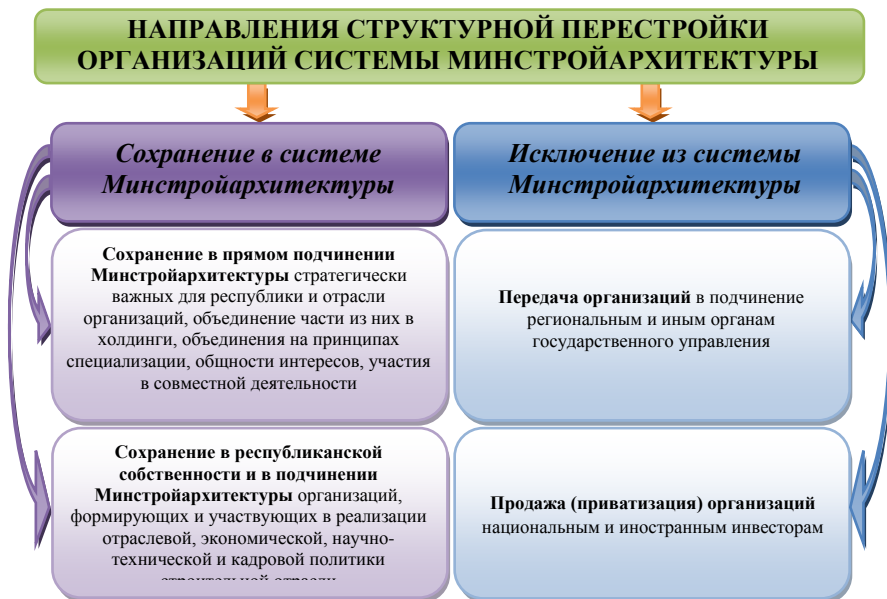 НАПРАВЛЕНИЯ СТРУКТУРНОЙ ПЕРЕСТРОЙКИ
ОРГАНИЗАЦИЙ СИСТЕМЫ МИНСТРОЙАРХИТЕКТУРЫ
Сохранение в системе
Минстройархитектуры
Исключение из системы
Минстройархитектуры
Сохранение в прямом подчинении
Минстройархитектуры стратегически
важных для республики и отрасли
организаций, объединение части из них в
холдинги, объединения на принципах
специализации, общности интересов, участия
в совместной деятельности
Передача организаций в подчинение
региональным и иным органам
государственного управления
Сохранение в республиканской
собственности и в подчинении
Минстройархитектуры организаций,
формирующих и участвующих в реализации
отраслевой, экономической, научно-
технической и кадровой политики
строительной отрасли
Продажа (приватизация) организаций
национальным и иностранным инвесторам